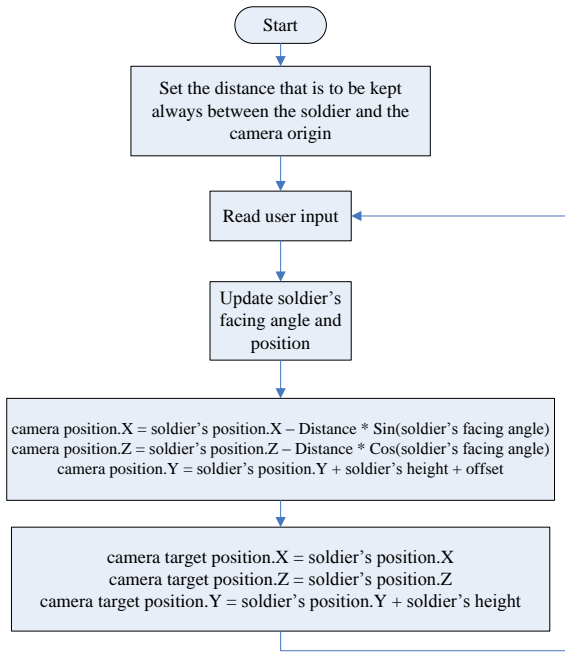 Start
Set the distance that is to be kept
always between the soldier and the
camera origin
Read user input
Update soldier’s
facing angle and
position
camera position.X = soldier’s position.X – Distance * Sin(soldier’s facing angle)
camera position.Z = soldier’s position.Z – Distance * Cos(soldier’s facing angle)
camera position.Y = soldier’s position.Y + soldier’s height + offset
camera target position.X = soldier’s position.X
camera target position.Z = soldier’s position.Z
camera target position.Y = soldier’s position.Y + soldier’s height